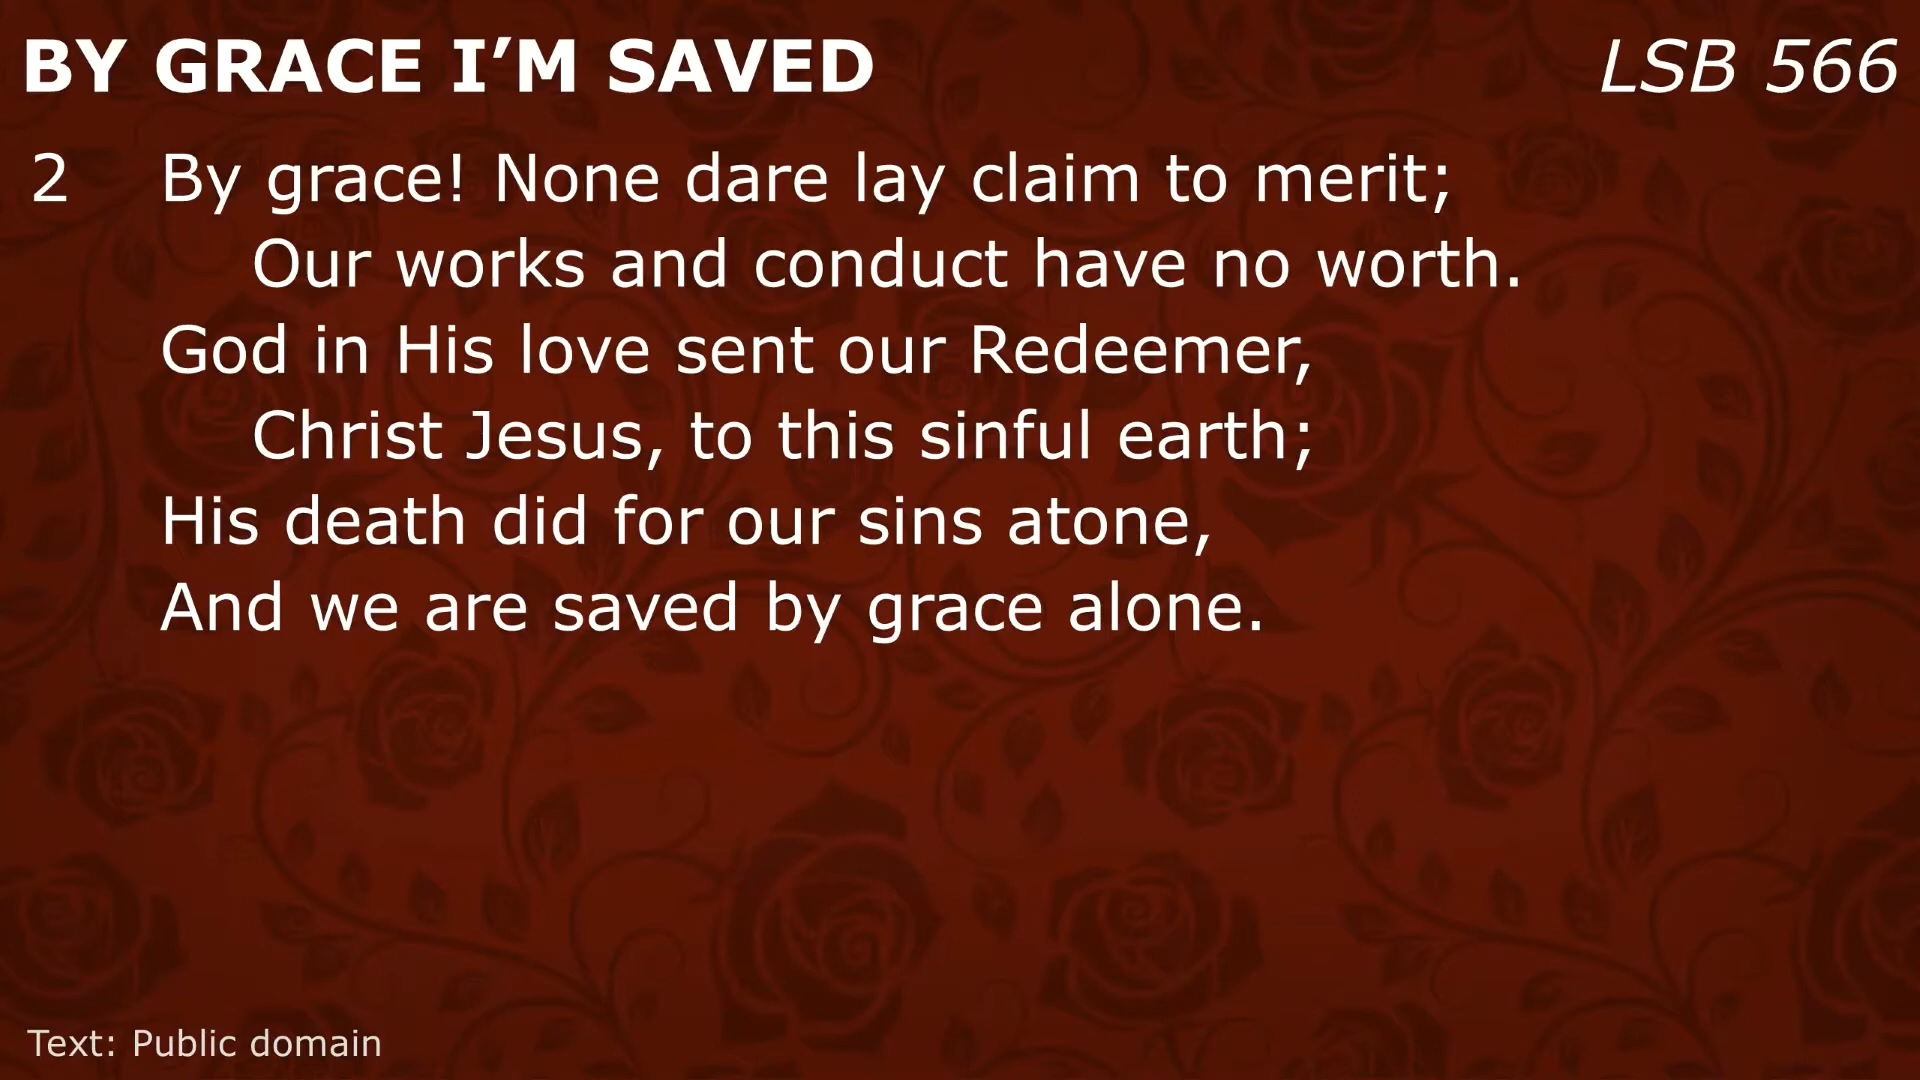 BY GRACE I’M SAVED LSB 566
2 By grace! None dare lay claim to merit;
Our works and conduct have no worth.
God in His love sent our Redeemer,
Christ Jesus, to this sinful earth;
His death did for our sins atone,
And we are saved by grace alone.
Text: Public domain